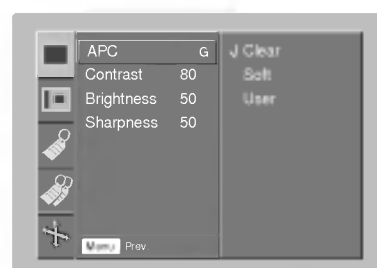 APC G
Contrast 80
Brightness 50
Sharpness 50
J Clear
Soft
User
Menu Prev